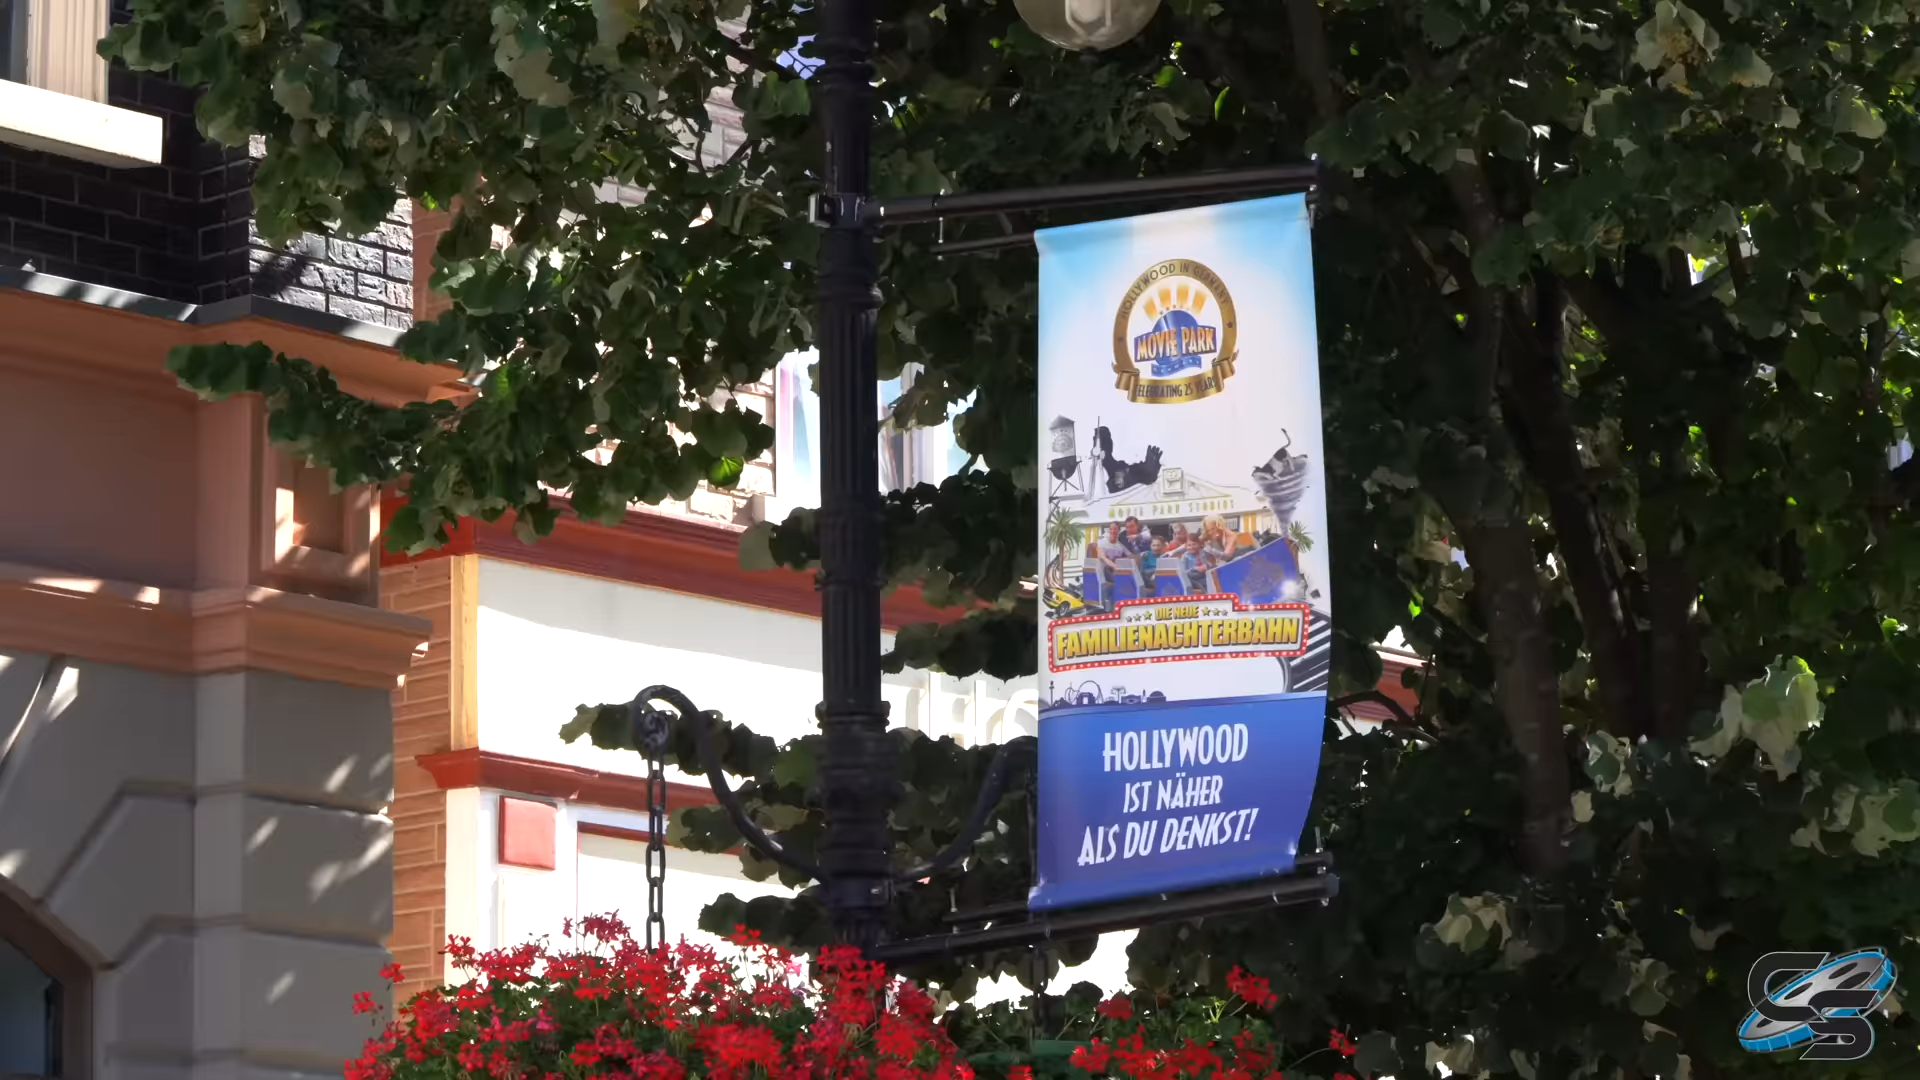 HOLLYWOOD IN GERMANY
MOVIE PARK
CELEBRATING 25 YEARS
MOVIE PARK STUDIOS
DIE NEUE
FAMILIENACHTERBAHN
HOLLYWOOD
IST NÄHER
ALS DU DENKST!
CS